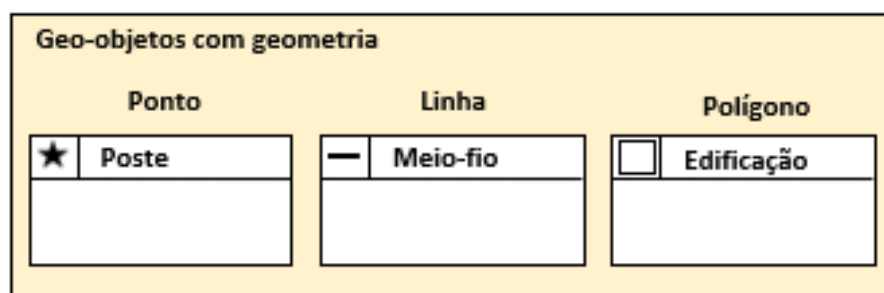 Geo-objetos com geometria
Ponto
Linha
Polígono
Poste
Meio-fio
Edificação